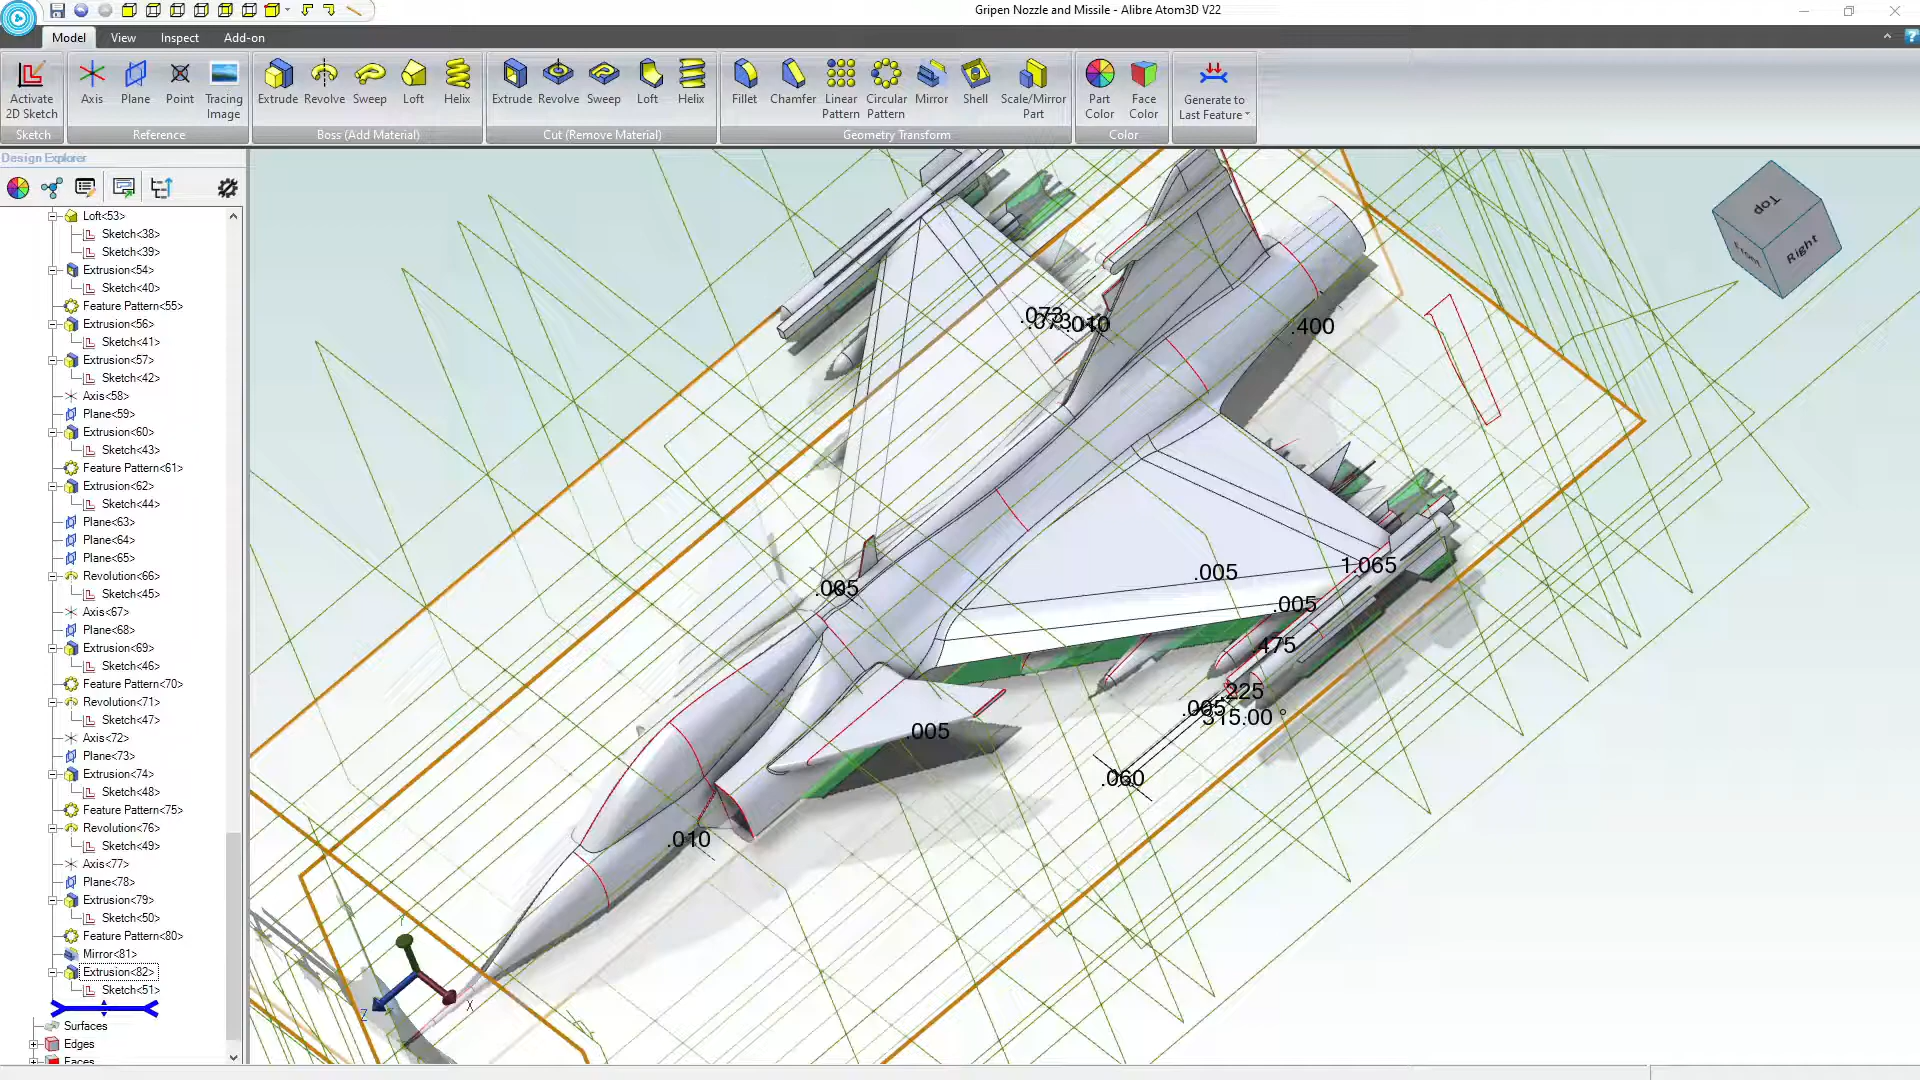 Gripen Nozzle and Missile - Alibre Atom3D V22
Model View Inspect Add-on
Activate 2D Sketch
Axis
Plane
Point
Tracing Image
Extrude
Revolve
Sweep
Loft
Helix
Extrude
Revolve
Sweep
Loft
Helix
Fillet
Chamfer
Linear Pattern
Circular Pattern
Mirror
Shell
Scale/Mirror Part
Part Color
Face Color
Generate to Last Feature
Sketch
Reference
Boss (Add Material)
Cut (Remove Material)
Geometry Transform
Color
Design Explorer
Loft<53>
Sketch<38>
Sketch<39>
Extrusion<54>
Sketch<40>
Feature Pattern<55>
Extrusion<56>
Sketch<41>
Extrusion<57>
Sketch<42>
Axis<58>
Plane<59>
Extrusion<60>
Sketch<43>
Feature Pattern<61>
Extrusion<62>
Sketch<44>
Plane<63>
Plane<64>
Plane<65>
Revolution<66>
Sketch<45>
Axis<67>
Plane<68>
Extrusion<69>
Sketch<46>
Feature Pattern<70>
Revolution<71>
Sketch<47>
Axis<72>
Plane<73>
Extrusion<74>
Sketch<48>
Feature Pattern<75>
Revolution<76>
Sketch<49>
Axis<77>
Plane<78>
Extrusion<79>
Sketch<50>
Feature Pattern<80>
Mirror<81>
Extrusion<82>
Sketch<51>
Surfaces
Edges
Faces
Top
Front
Right
.073
.073
.010
.400
.005
.005
1.065
.005
.475
.225
.005
315.00 °
.005
.060
.010
Z
X